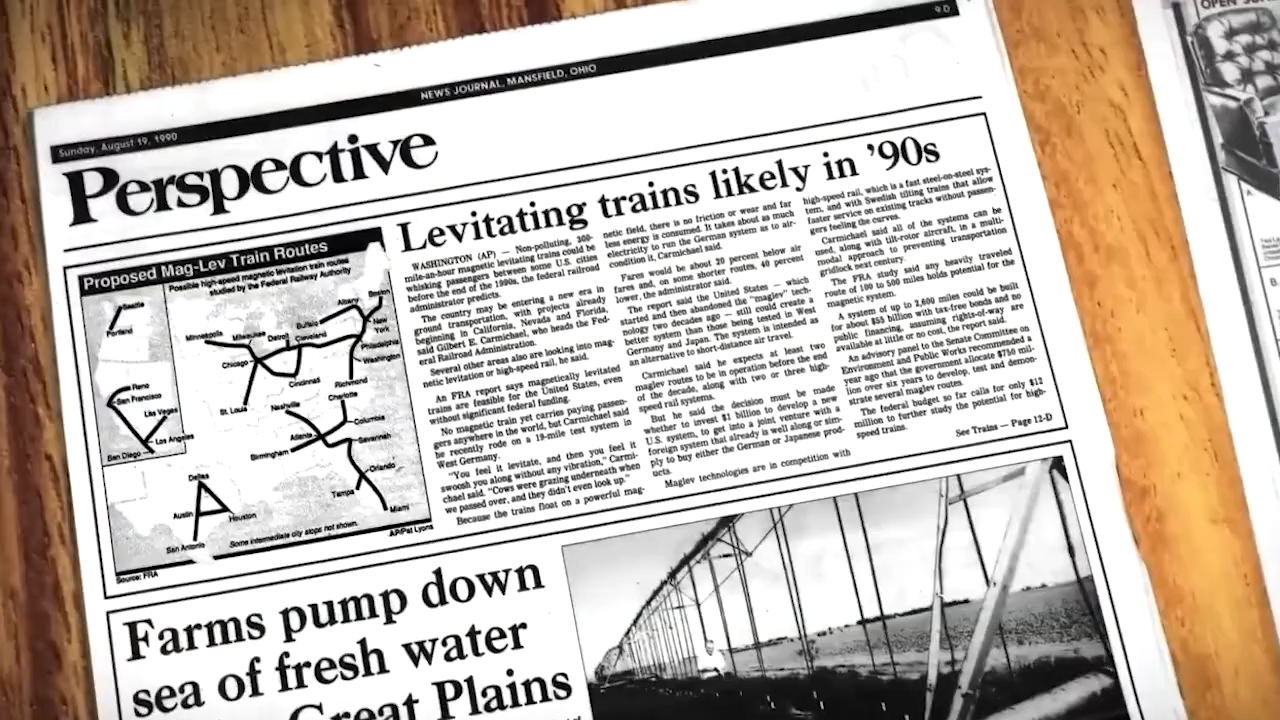 9 D
NEWS JOURNAL, MANSFIELD, OHIO
Sunday, August 19, 1990
Perspective
Levitating trains likely in '90s
Proposed Mag-Lev Train Routes
Possible high-speed magnetic levitation train routes
studied by the Federal Railway Authority
Seattle
Portland
Reno
San Francisco
Las Vegas
Los Angeles
San Diego
Minneapolis
Milwaukee
Detroit
Buffalo
Albany
Boston
New
York
Cleveland
Philadelphia
Washington
Chicago
Cincinnati
Richmond
St. Louis
Nashville
Charlotte
Columbia
Atlanta
Savannah
Birmingham
Orlando
Tampa
Miami
Dallas
Austin
Houston
San Antonio
Some intermediate city stops not shown.
Source: FRA
AP/Pat Lyons
WASHINGTON (AP) — Non-polluting, 300-
mile-an-hour magnetic levitating trains could be
whisking passengers between some U.S. cities
before the end of the 1990s, the federal railroad
administrator predicts.
The country may be entering a new era in
ground transportation, with projects already
beginning in California, Nevada and Florida,
said Gilbert E. Carmichael, who heads the Fed-
eral Railroad Administration.
Several other areas also are looking into mag-
netic levitation or high-speed rail, he said.
An FRA report says magnetically levitated
trains are feasible for the United States, even
without significant federal funding.
No magnetic train yet carries paying passen-
gers anywhere in the world, but Carmichael said
he recently rode on a 19-mile test system in
West Germany.
"You feel it levitate, and then you feel it
swoosh you along without any vibration," Carmi-
chael said. "Cows were grazing underneath when
we passed over, and they didn't even look up."
Because the trains float on a powerful mag-
netic field, there is no friction or wear and far
less energy is consumed. It takes about as much
electricity to run the German system as to air-
condition it, Carmichael said.
Fares would be about 20 percent below air
fares and, on some shorter routes, 40 percent
lower, the administrator said.
The report said the United States — which
started and then abandoned the "maglev" tech-
nology two decades ago — still could create a
better system than those being tested in West
Germany and Japan. The system is intended as
an alternative to short-distance air travel.
Carmichael said he expects at least two
maglev routes to be in operation before the end
of the decade, along with two or three high-
speed rail systems.
But he said the decision must be made
whether to invest $1 billion to develop a new
U.S. system, to get into a joint venture with a
foreign system that already is well along or sim-
ply to buy either the German or Japanese prod-
ucts.
Maglev technologies are in competition with
high-speed rail, which is a fast steel-on-steel sys-
tem, and with Swedish tilting trains that allow
faster service on existing tracks without passen-
gers feeling the curves.
Carmichael said all of the systems can be
used, along with tilt-rotor aircraft, in a multi-
modal approach to preventing transportation
gridlock next century.
The FRA study said any heavily traveled
route of 100 to 500 miles holds potential for the
magnetic system.
A system of up to 2,600 miles could be built
for about $55 billion with tax-free bonds and no
public financing, assuming rights-of-way are
available at little or no cost, the report said.
An advisory panel to the Senate Committee on
Environment and Public Works recommended a
year ago that the government allocate $750 mil-
lion over six years to develop, test and demon-
strate several maglev routes.
The federal budget so far calls for only $12
million to further study the potential for high-
speed trains.
See Trains — Page 12-D
Farms pump down
sea of fresh water
Great Plains
OPEN